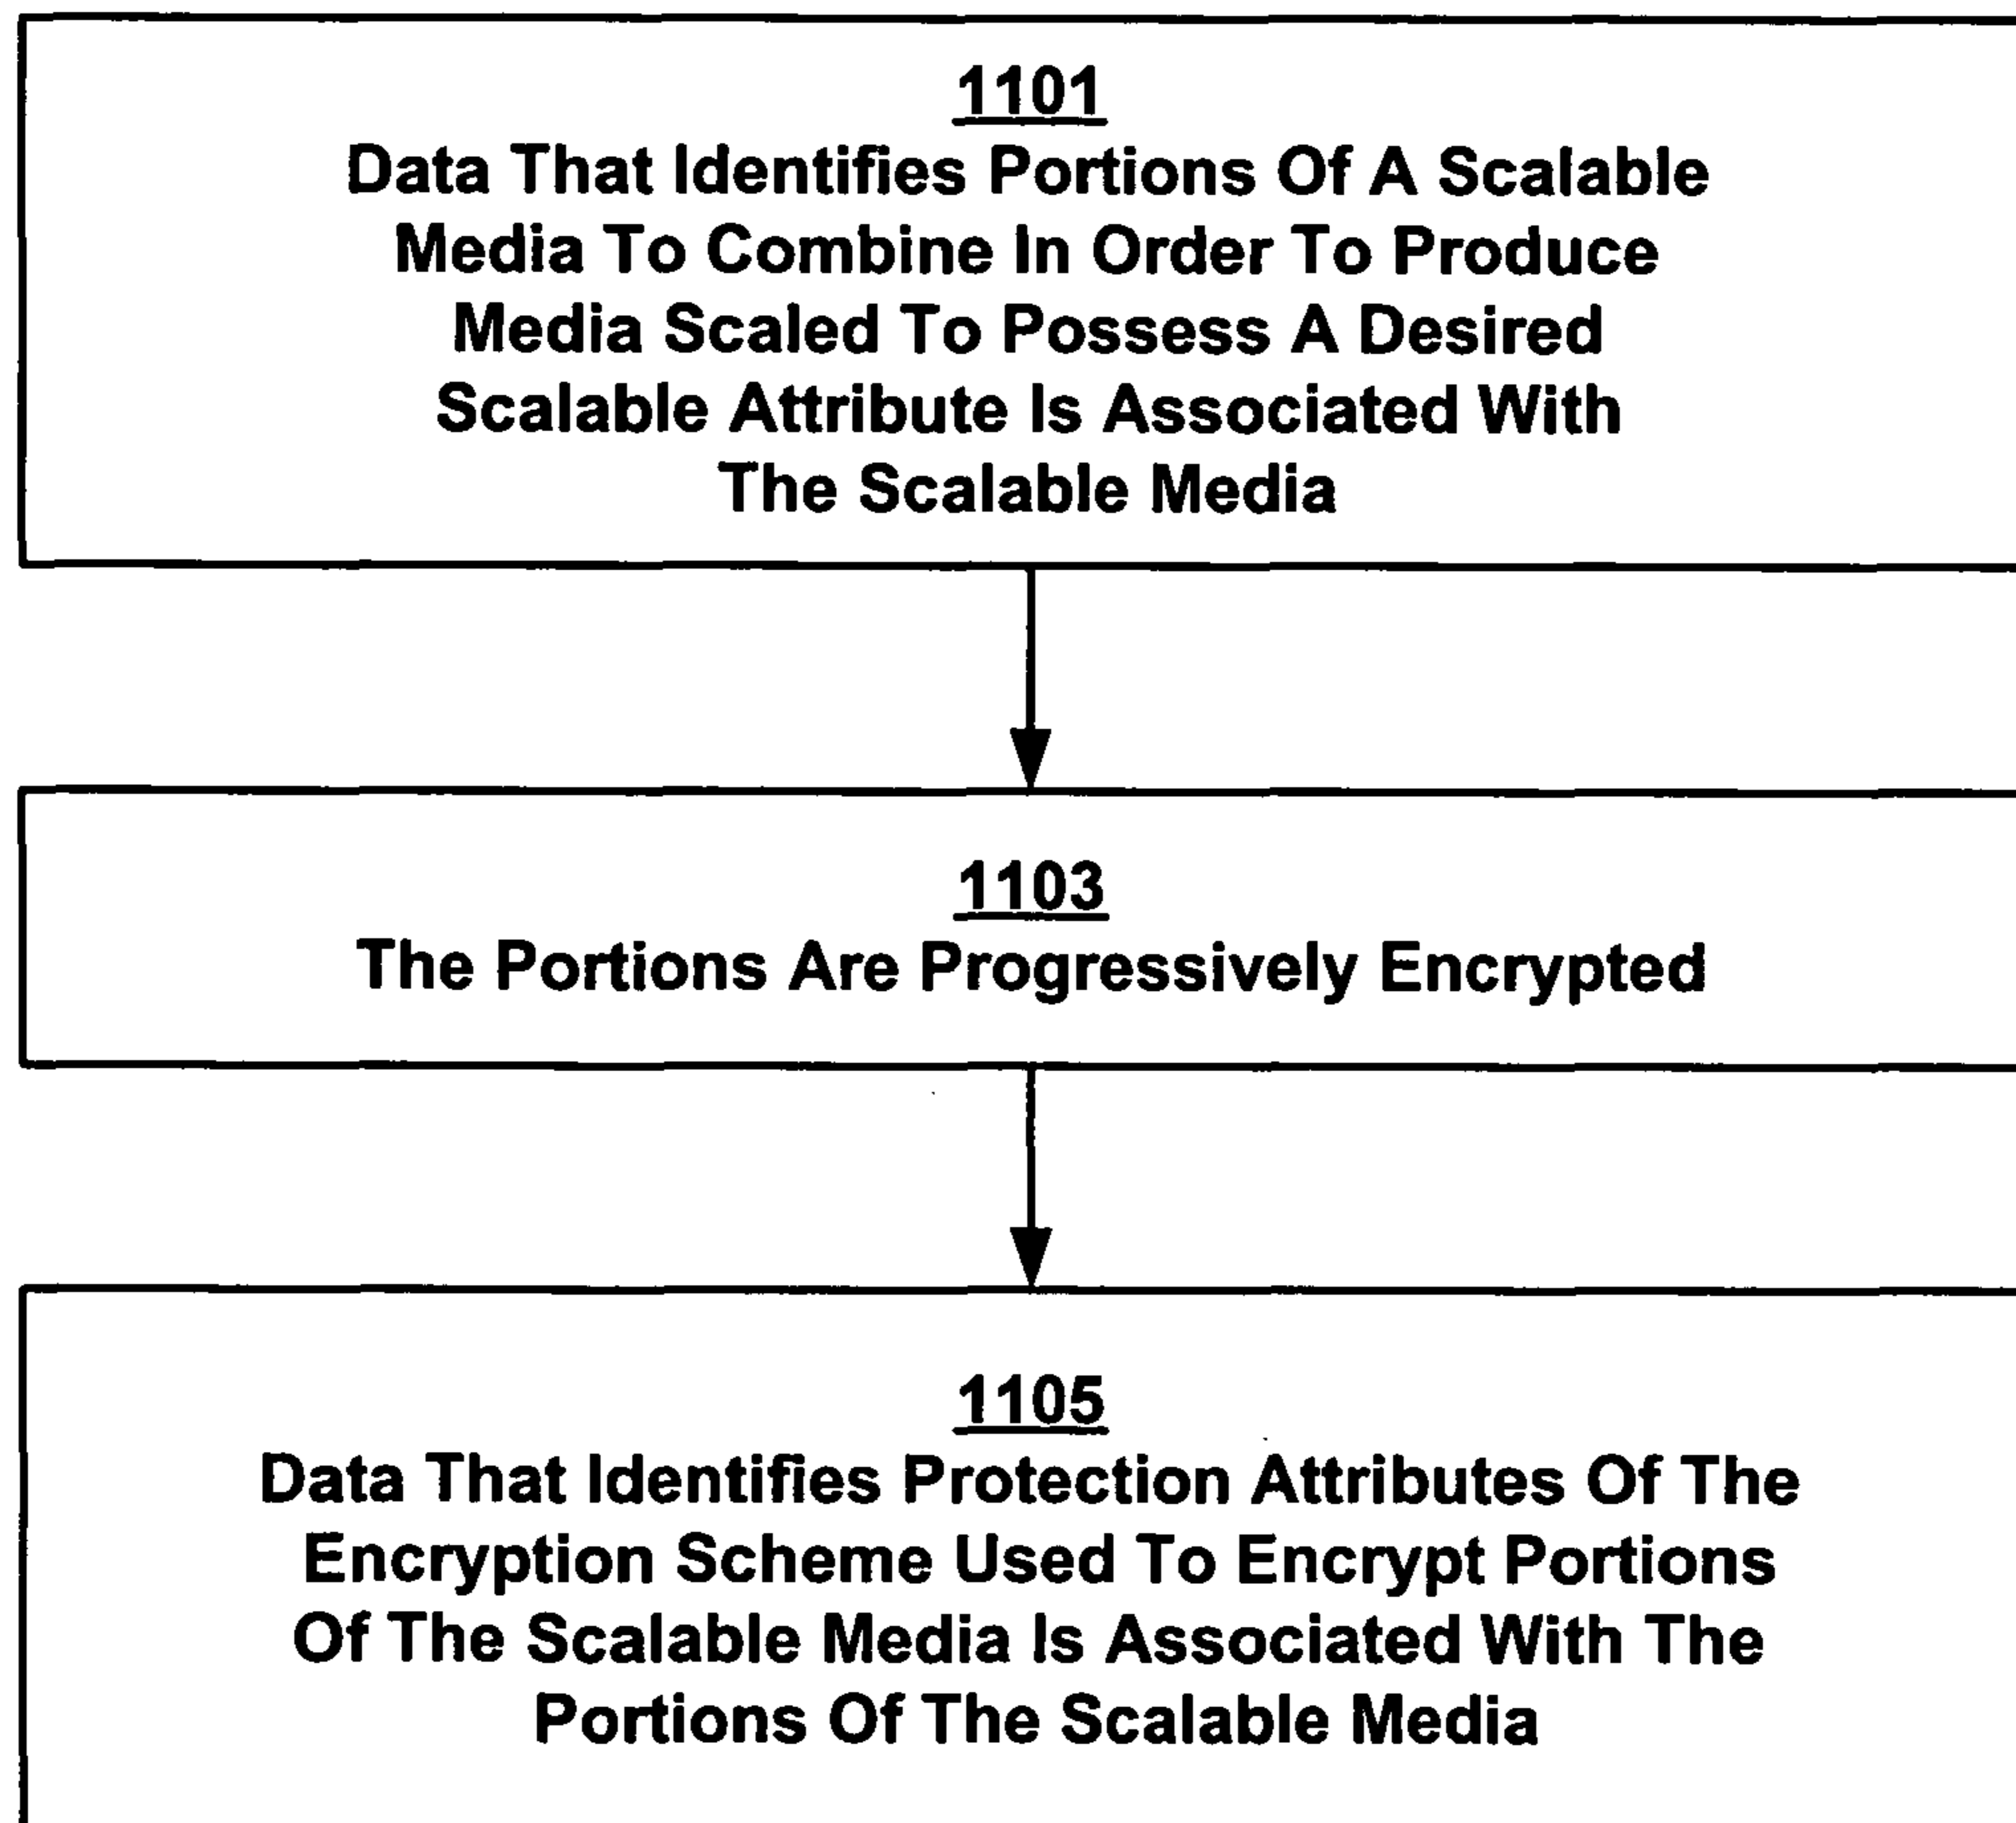 1101
Data That Identifies Portions Of A Scalable
Media To Combine In Order To Produce
Media Scaled To Possess A Desired
Scalable Attribute Is Associated With
The Scalable Media
1103
The Portions Are Progressively Encrypted
1105
Data That Identifies Protection Attributes Of The
Encryption Scheme Used To Encrypt Portions
Of The Scalable Media Is Associated With The
Portions Of The Scalable Media